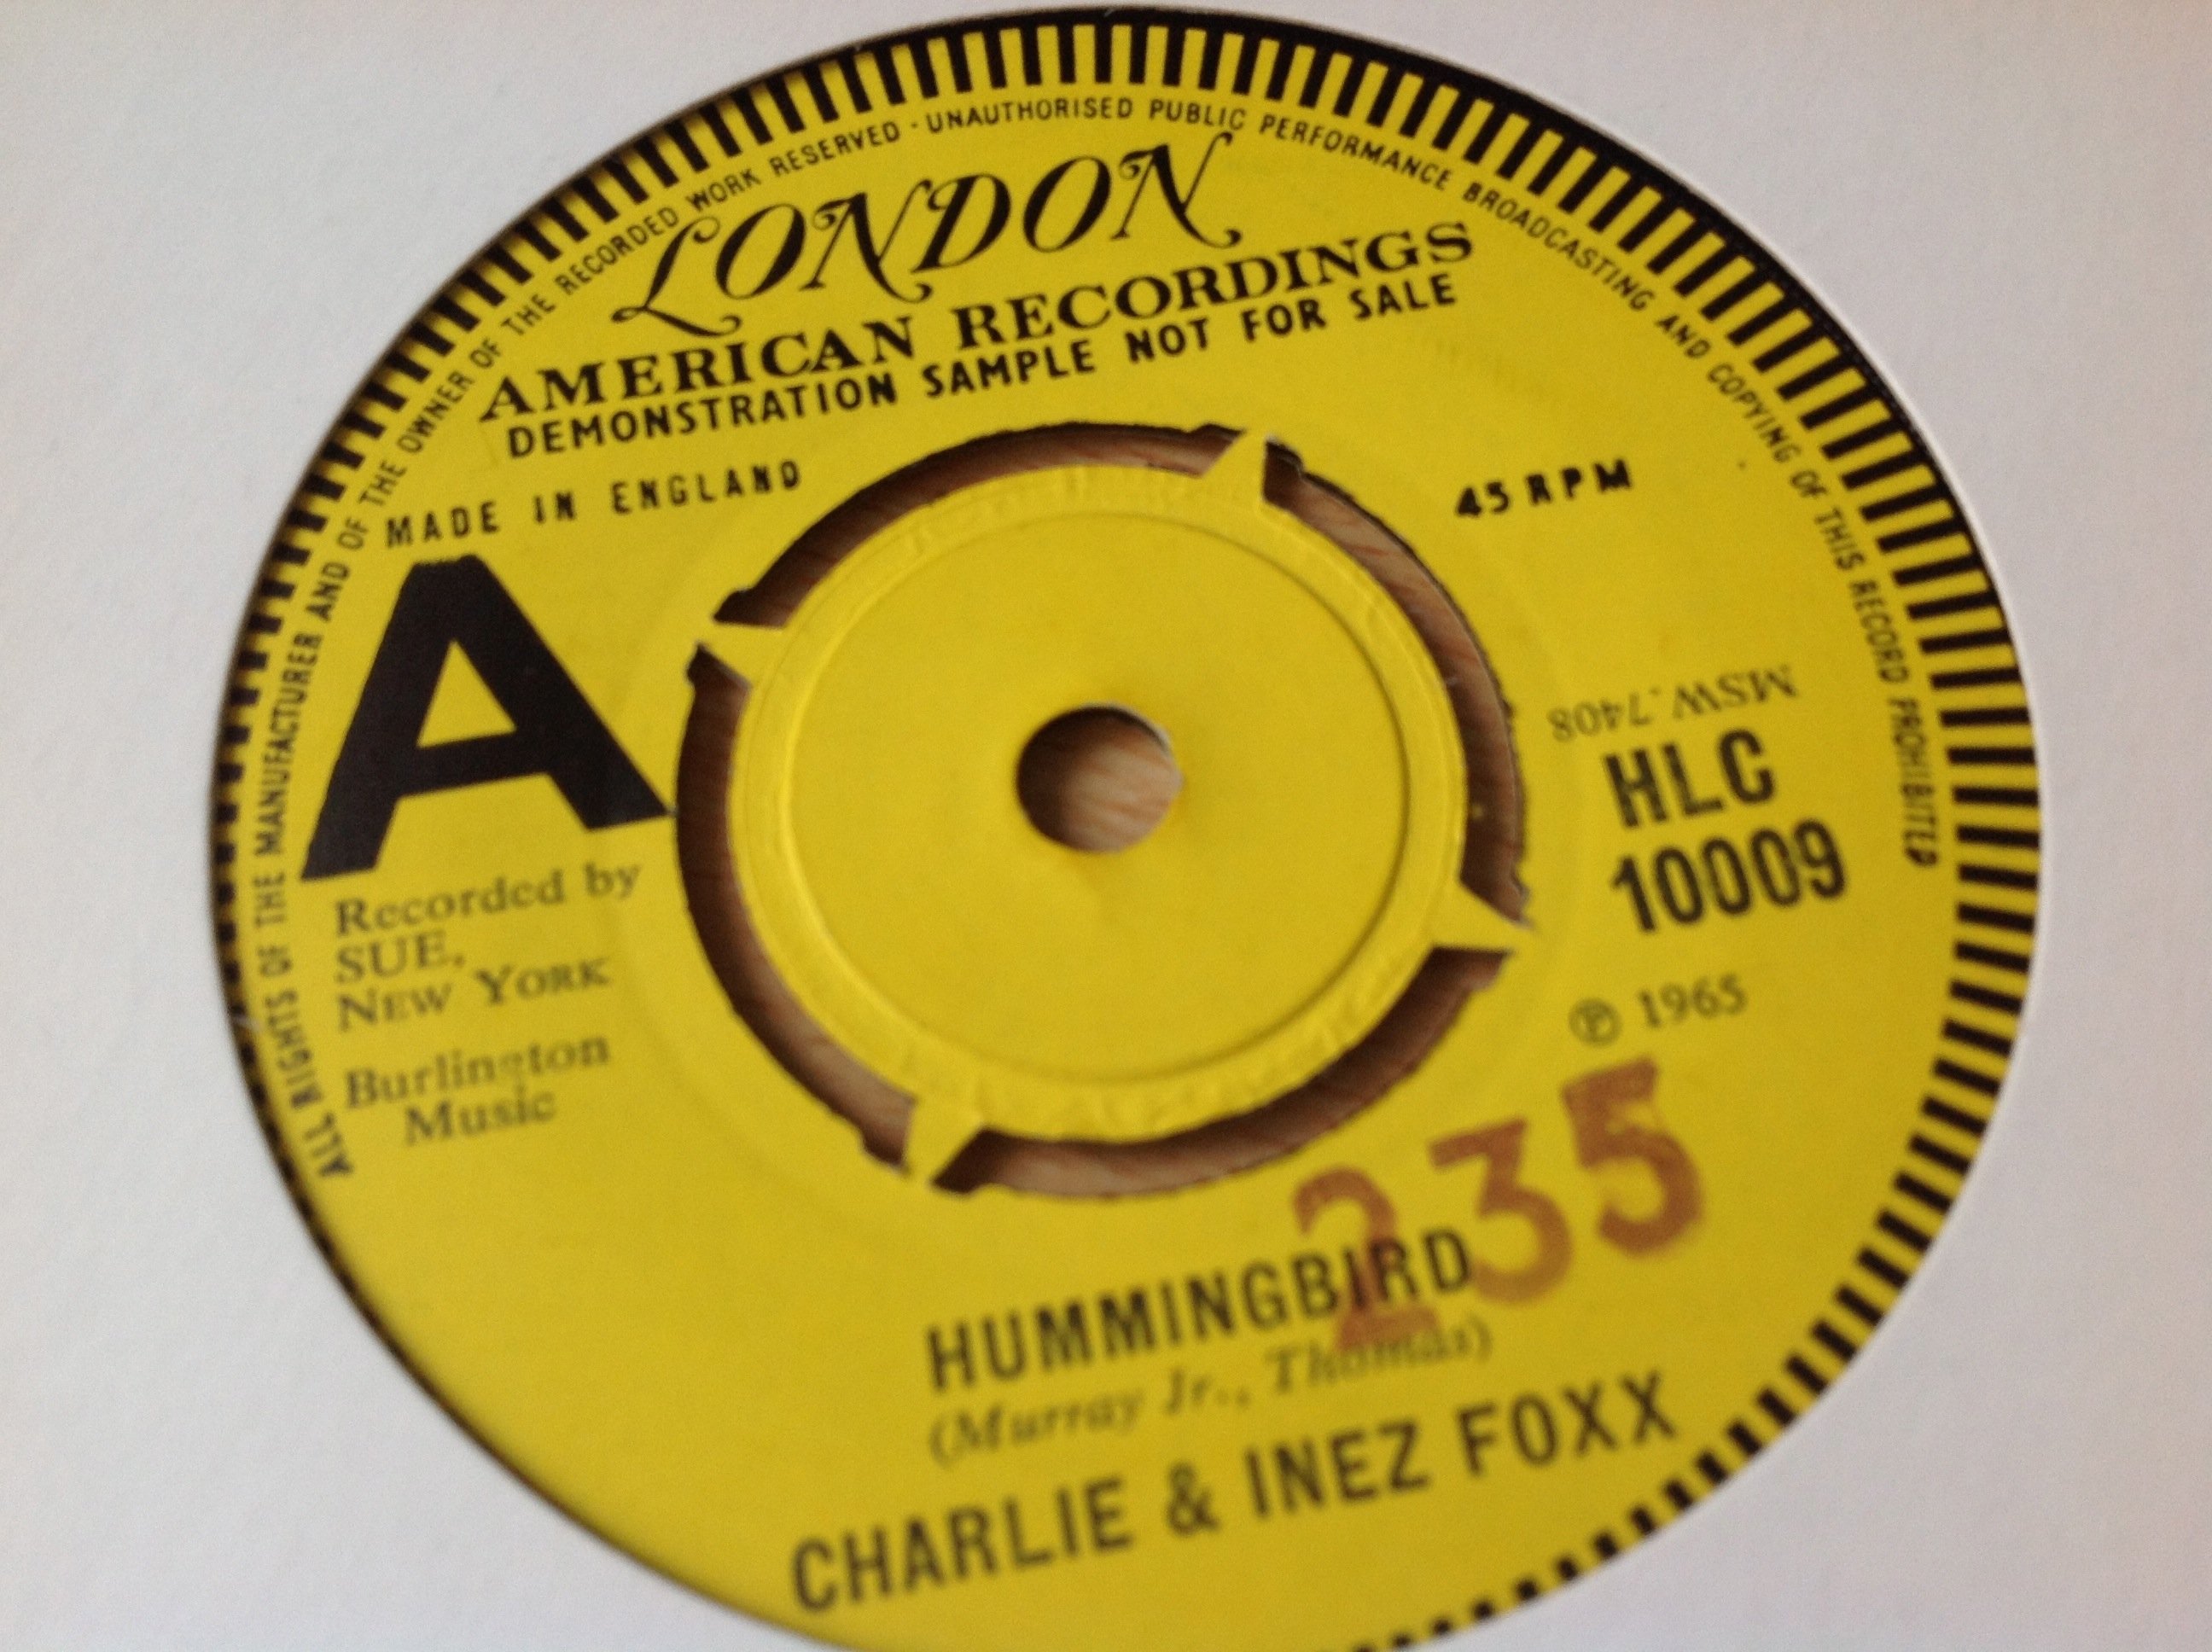 ALL RIGHTS OF THE MANUFACTURER AND OF THE OWNER OF THE RECORDED WORK RESERVED · UNAUTHORISED PUBLIC PERFORMANCE BROADCASTING AND COPYING OF THIS RECORD PROHIBITED
LONDON
AMERICAN RECORDINGS
DEMONSTRATION SAMPLE NOT FOR SALE
MADE IN ENGLAND
45 RPM
A
MSW.7408
HLC
10009
Recorded by
SUE,
NEW YORK
℗ 1965
Burlington
Music
235
HUMMINGBIRD
(Murray Jr., Thomas)
CHARLIE & INEZ FOXX